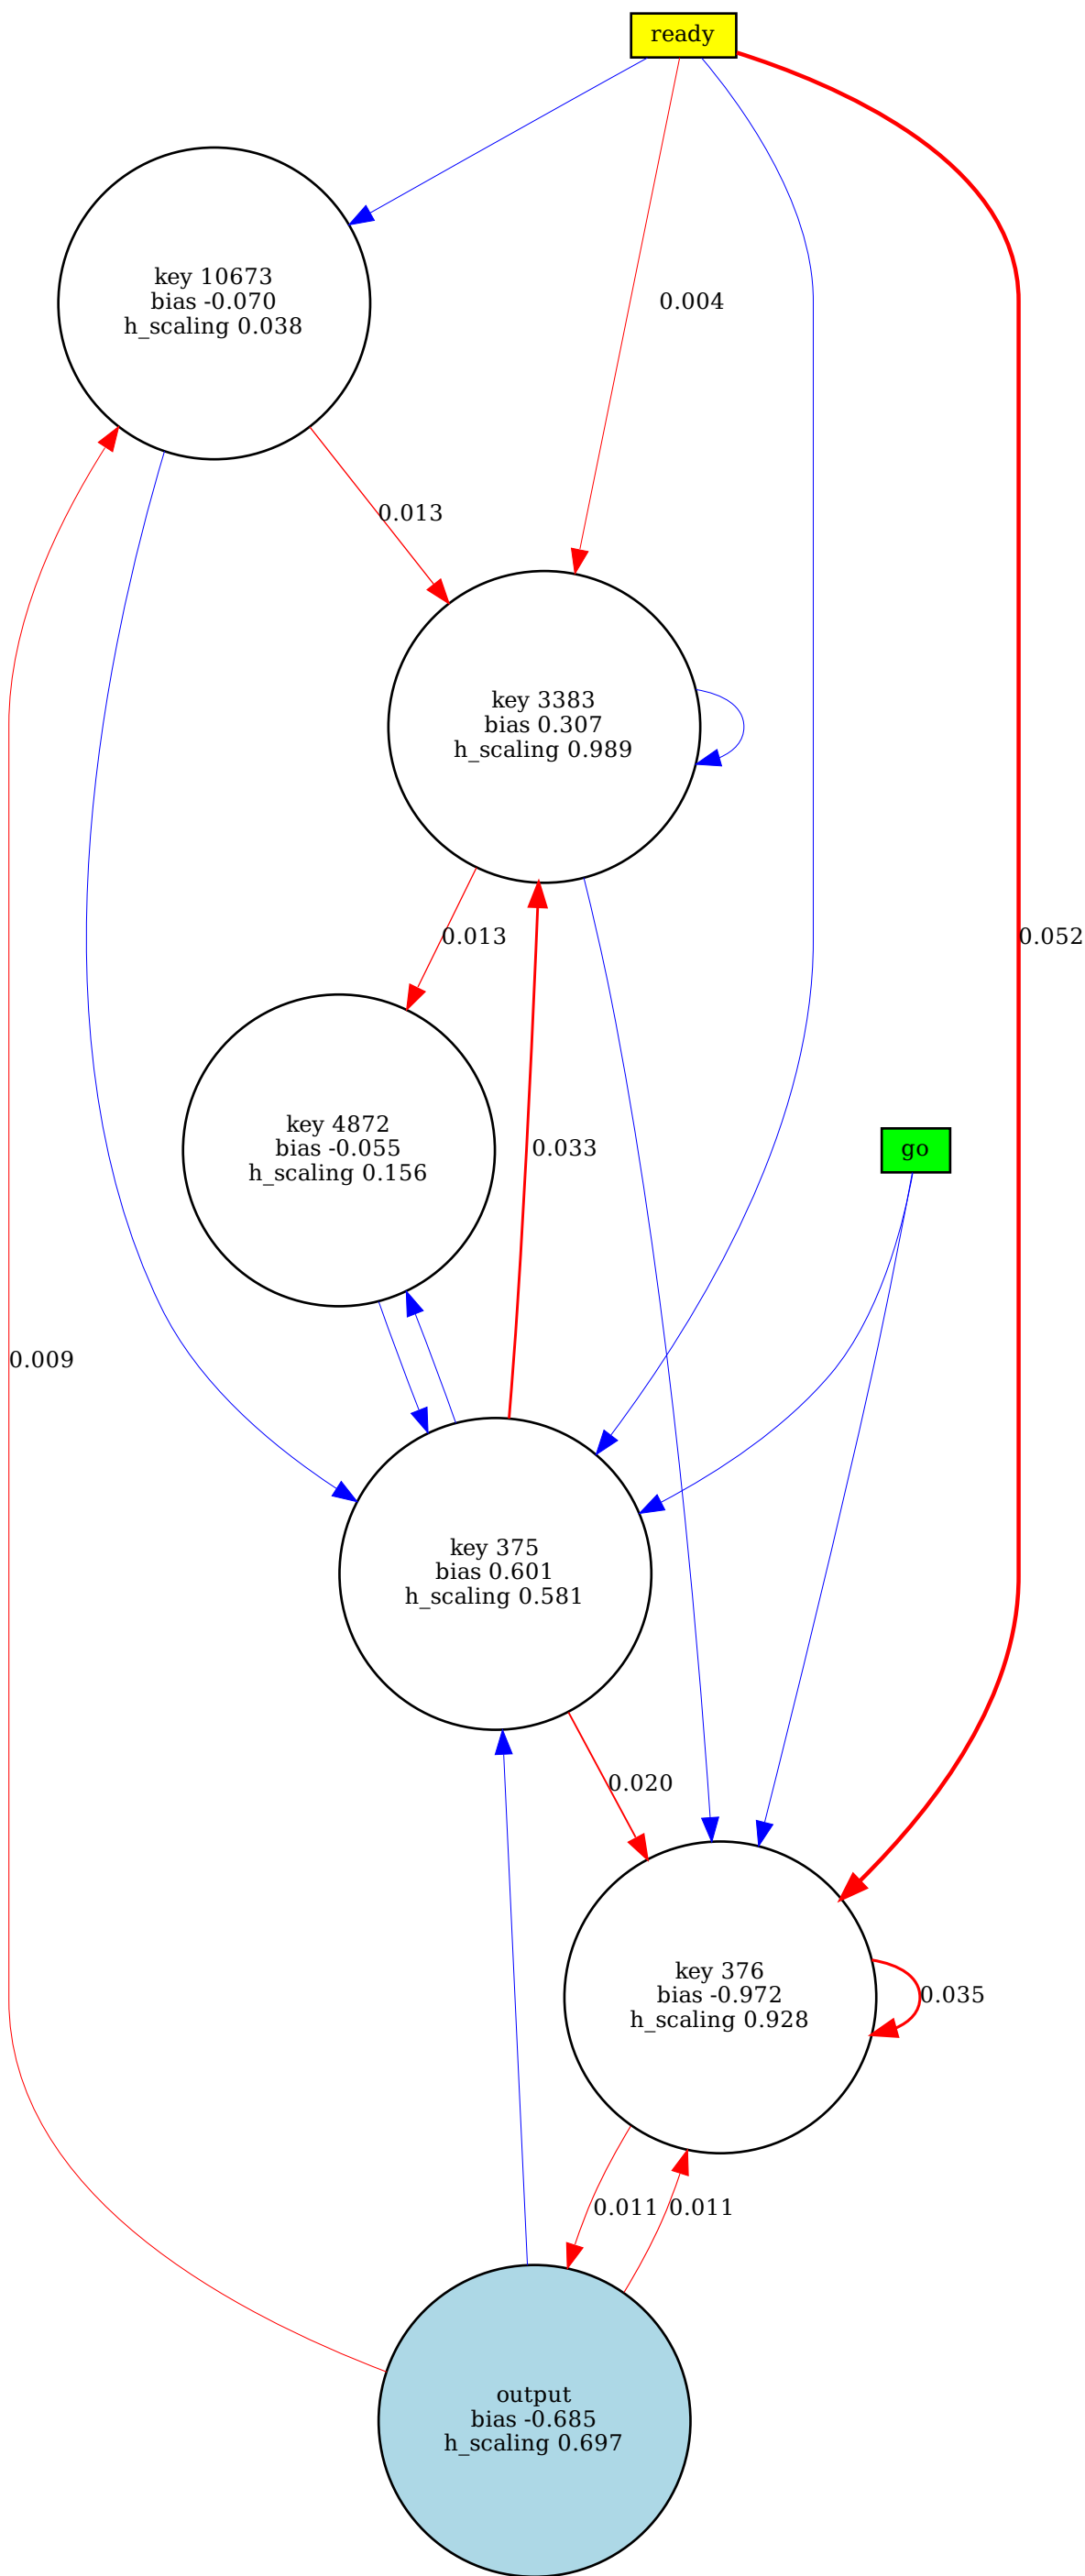 ready
key 10673
bias -0.070
h_scaling 0.038
0.004
0.013
key 3383
bias 0.307
h_scaling 0.989
0.013
0.052
key 4872
bias -0.055
h_scaling 0.156
0.033
go
0.009
key 375
bias 0.601
h_scaling 0.581
0.020
key 376
bias -0.972
h_scaling 0.928
0.035
0.011
0.011
output
bias -0.685
h_scaling 0.697